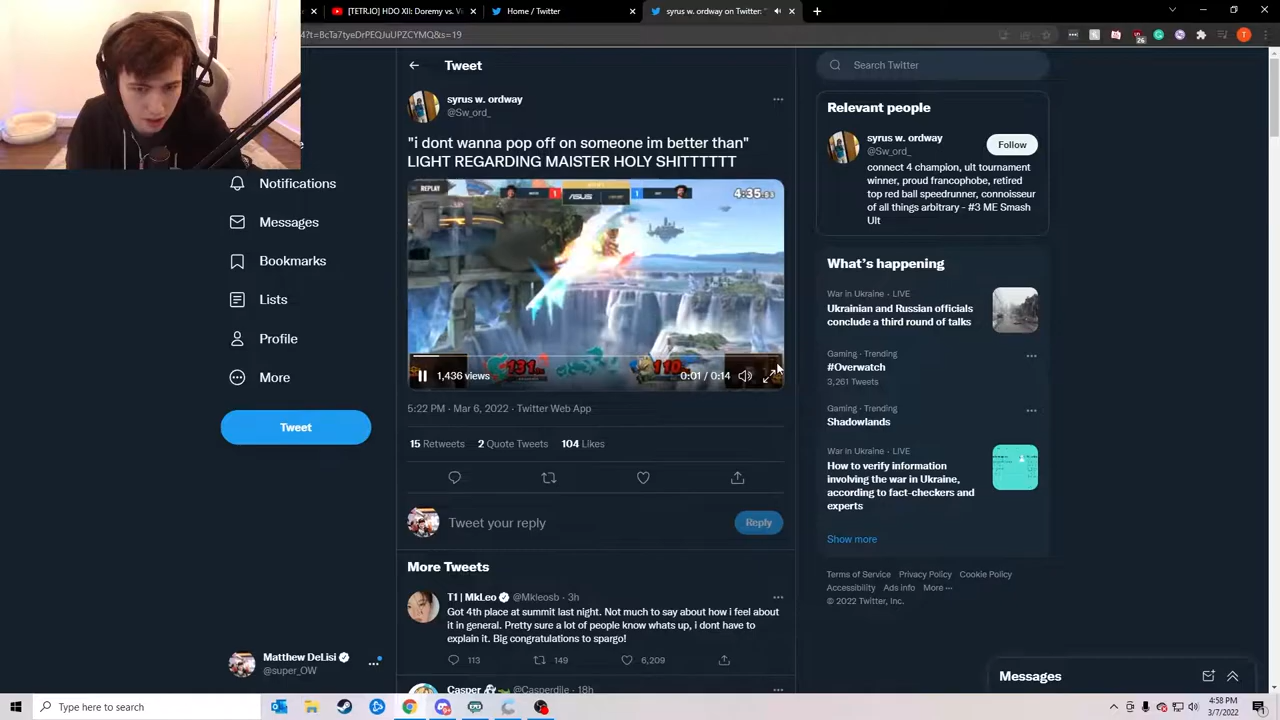 [TETR.IO] HDO XII: Doremy vs. V
Home / Twitter
syrus w. ordway on Twitter: "
4?t=BcTa7tyeDrPEQJuUPZCYMQ&s=19
Tweet
Search Twitter
syrus w. ordway
@Sw_ord_
"i dont wanna pop off on someone im better than"
LIGHT REGARDING MAISTER HOLY SHITTTTTT
REPLAY
1
ASUS
1
4:35
131
110
1,436 views
0:01 / 0:14
5:22 PM · Mar 6, 2022 · Twitter Web App
15 Retweets 2 Quote Tweets 104 Likes
Tweet your reply
Reply
More Tweets
T1 | MkLeo @Mkleosb · 3h
Got 4th place at summit last night. Not much to say about how i feel about
it in general. Pretty sure a lot of people know whats up, i dont have to
explain it. Big congratulations to spargo!
113
149
6,209
Casper @Casperdile · 18h
Notifications
Messages
Bookmarks
Lists
Profile
More
Tweet
Matthew DeLisi
@super_OW
Relevant people
syrus w. ordway
@Sw_ord_
Follow
connect 4 champion, ult tournament
winner, proud francophobe, retired
top red ball speedrunner, connoisseur
of all things arbitrary - #3 ME Smash
Ult
What's happening
War in Ukraine · LIVE
Ukrainian and Russian officials
conclude a third round of talks
Gaming · Trending
#Overwatch
3,261 Tweets
Gaming · Trending
Shadowlands
War in Ukraine · LIVE
How to verify information
involving the war in Ukraine,
according to fact-checkers and
experts
Show more
Terms of Service Privacy Policy Cookie Policy
Accessibility Ads info More
© 2022 Twitter, Inc.
Messages
Type here to search
4:58 PM
3/7/2022